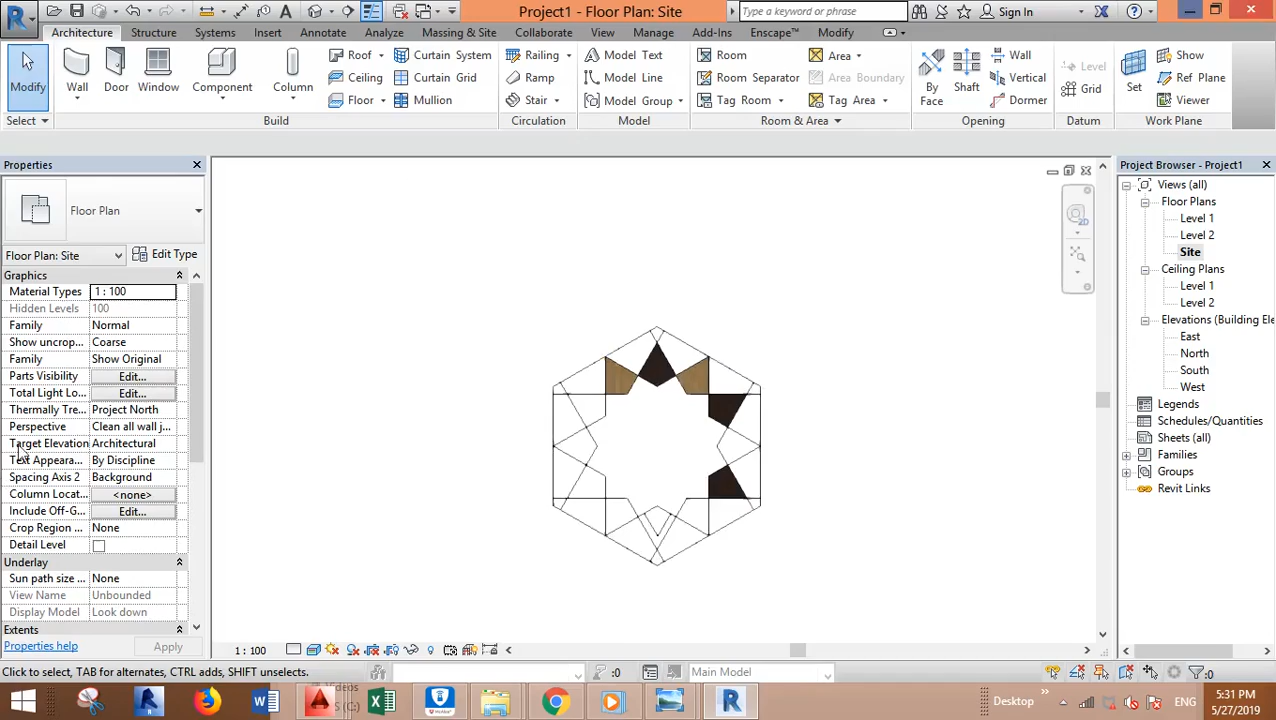 Project1 - Floor Plan: Site
Type a keyword or phrase
Sign In
Architecture Structure Systems Insert Annotate Analyze Massing & Site Collaborate View Manage Add-Ins Enscape™ Modify
Modify Wall Door Window Component Column
Roof Curtain System Railing Model Text Room Area Wall Level Show
Ceiling Curtain Grid Ramp Model Line Room Separator Area Boundary By Face Shaft Vertical Grid Set Ref Plane
Floor Mullion Stair Model Group Tag Room Tag Area Dormer Viewer
Select Build Circulation Model Room & Area Opening Datum Work Plane
Properties
Floor Plan
Floor Plan: Site Edit Type
Graphics
Material Types 1 : 100
Hidden Levels 100
Family Normal
Show uncrop... Coarse
Family Show Original
Parts Visibility Edit...
Total Light Lo... Edit...
Thermally Tre... Project North
Perspective Clean all wall j...
Target Elevation Architectural
Text Appeara... By Discipline
Spacing Axis 2 Background
Column Locat... <none>
Include Off-G... Edit...
Crop Region ... None
Detail Level
Underlay
Sun path size ... None
View Name Unbounded
Display Model Look down
Extents
Properties help Apply
2D
Project Browser - Project1
Views (all)
Floor Plans
Level 1
Level 2
Site
Ceiling Plans
Level 1
Level 2
Elevations (Building Ele
East
North
South
West
Legends
Schedules/Quantities
Sheets (all)
Families
Groups
Revit Links
1 : 100
Click to select, TAB for alternates, CTRL adds, SHIFT unselects.
:0
Main Model
:0
Desktop
ENG
5:31 PM
5/27/2019